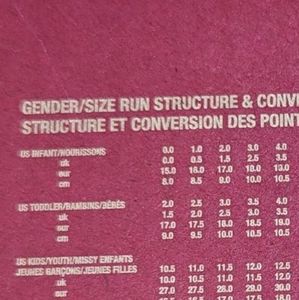 GENDER/SIZE RUN STRUCTURE & CONV
STRUCTURE ET CONVERSION DES POINT
US INFANT/NOURISSONS 0.0 1.0 2.0 3.0 4.0
uk 0.0 0.5 1.5 2.5 3.5
eur 15.0 16.0 17.0 18.0 19.0
cm 8.0 8.5 9.0 10.0 10.5
US TODDLER/BAMBINS/BÉBÉS 2.0 2.5 3.0 3.5 4.0
uk 1.5 2.0 2.5 3.0 3.5
eur 17.0 17.5 18.0 18.5 19.0
cm 9.0 9.5 10.0 10.5 10.5
US KIDS/YOUTH/MISSY ENFANTS
JEUNES GARÇONS/JEUNES FILLES 10.5 11.0 11.5 12.0 12.5
uk 10.0 10.5 11.0 11.5 12.0
eur 27.0 27.5 28.0 29.0 30.0